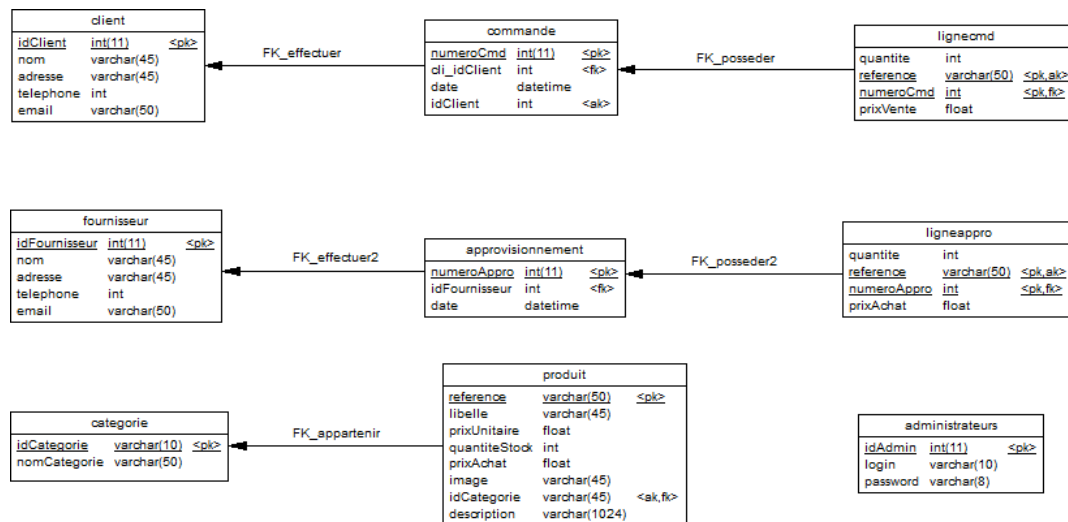 client
idClient int(11) <pk>
nom varchar(45)
adresse varchar(45)
telephone int
email varchar(50)
FK_effectuer
commande
numeroCmd int(11) <pk>
cli_idClient int <fk>
date datetime
idClient int <ak>
FK_posseder
lignecmd
quantite int
reference varchar(50) <pk,ak>
numeroCmd int <pk,fk>
prixVente float
fournisseur
idFournisseur int(11) <pk>
nom varchar(45)
adresse varchar(45)
telephone int
email varchar(50)
FK_effectuer2
approvisionnement
numeroAppro int(11) <pk>
idFournisseur int <fk>
date datetime
FK_posseder2
ligneappro
quantite int
reference varchar(50) <pk,ak>
numeroAppro int <pk,fk>
prixAchat float
categorie
idCategorie varchar(10) <pk>
nomCategorie varchar(50)
FK_appartenir
produit
reference varchar(50) <pk>
libelle varchar(45)
prixUnitaire float
quantiteStock int
prixAchat float
image varchar(45)
idCategorie varchar(45) <ak,fk>
description varchar(1024)
administrateurs
idAdmin int(11) <pk>
login varchar(10)
password varchar(8)